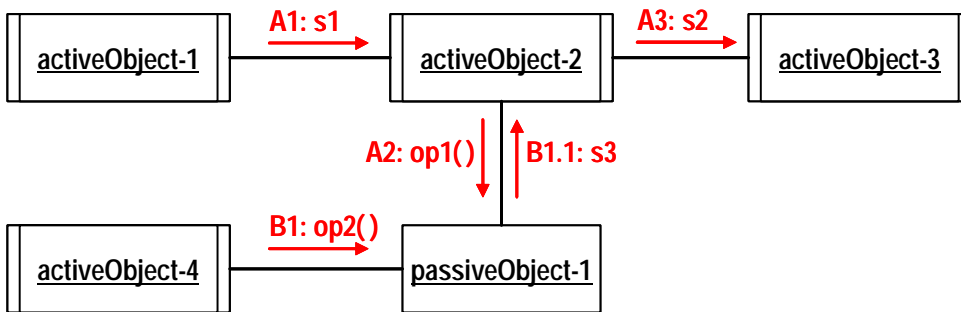 A1: s1
A3: s2
activeObject-1
activeObject-2
activeObject-3
A2: op1()
B1.1: s3
B1: op2()
activeObject-4
passiveObject-1